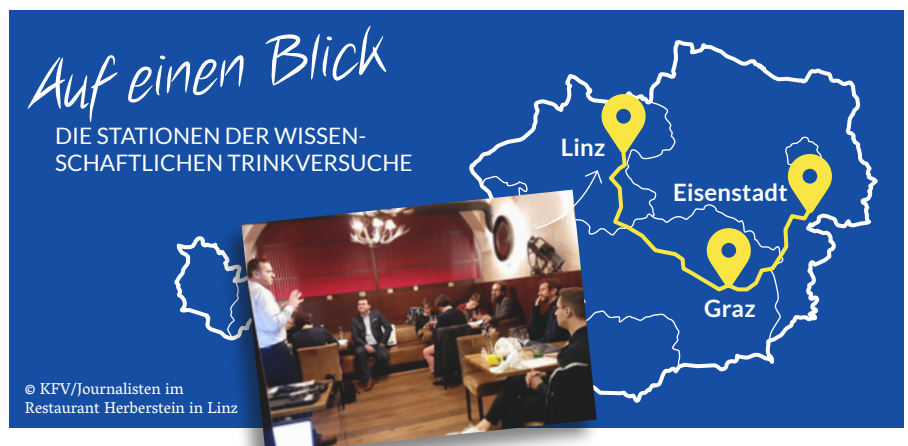 Auf einen Blick
DIE STATIONEN DER WISSEN-
SCHAFTLICHEN TRINKVERSUCHE
Linz
Eisenstadt
Graz
© KFV/Journalisten im
Restaurant Herberstein in Linz